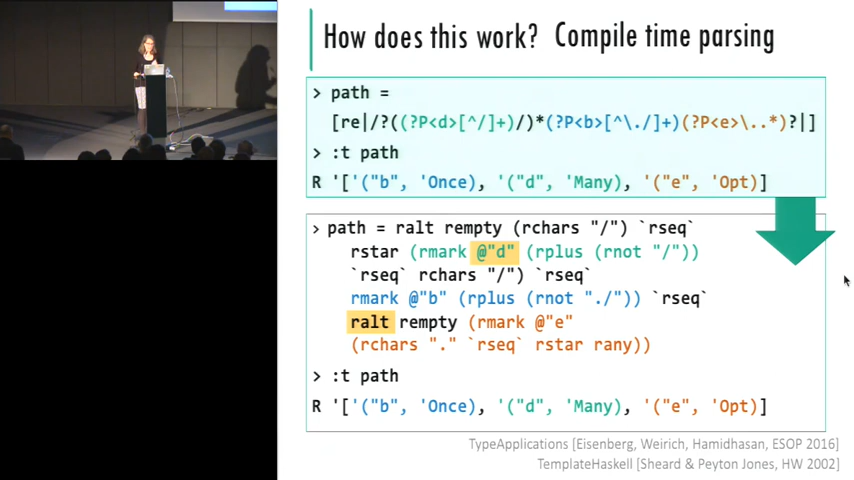 How does this work? Compile time parsing
> path =
[re|/?((?P<d>[^/]+)/)*(?P<b>[^\./]+)(?P<e>\..*)?|]
> :t path
R '['("b", 'Once), '("d", 'Many), '("e", 'Opt)]
> path = ralt rempty (rchars "/") `rseq`
rstar (rmark @"d" (rplus (rnot "/"))
`rseq` rchars "/") `rseq`
rmark @"b" (rplus (rnot "./")) `rseq`
ralt rempty (rmark @"e"
(rchars "." `rseq` rstar rany))
> :t path
R '['("b", 'Once), '("d", 'Many), '("e", 'Opt)]
TypeApplications [Eisenberg, Weirich, Hamidhasan, ESOP 2016]
TemplateHaskell [Sheard & Peyton Jones, HW 2002]